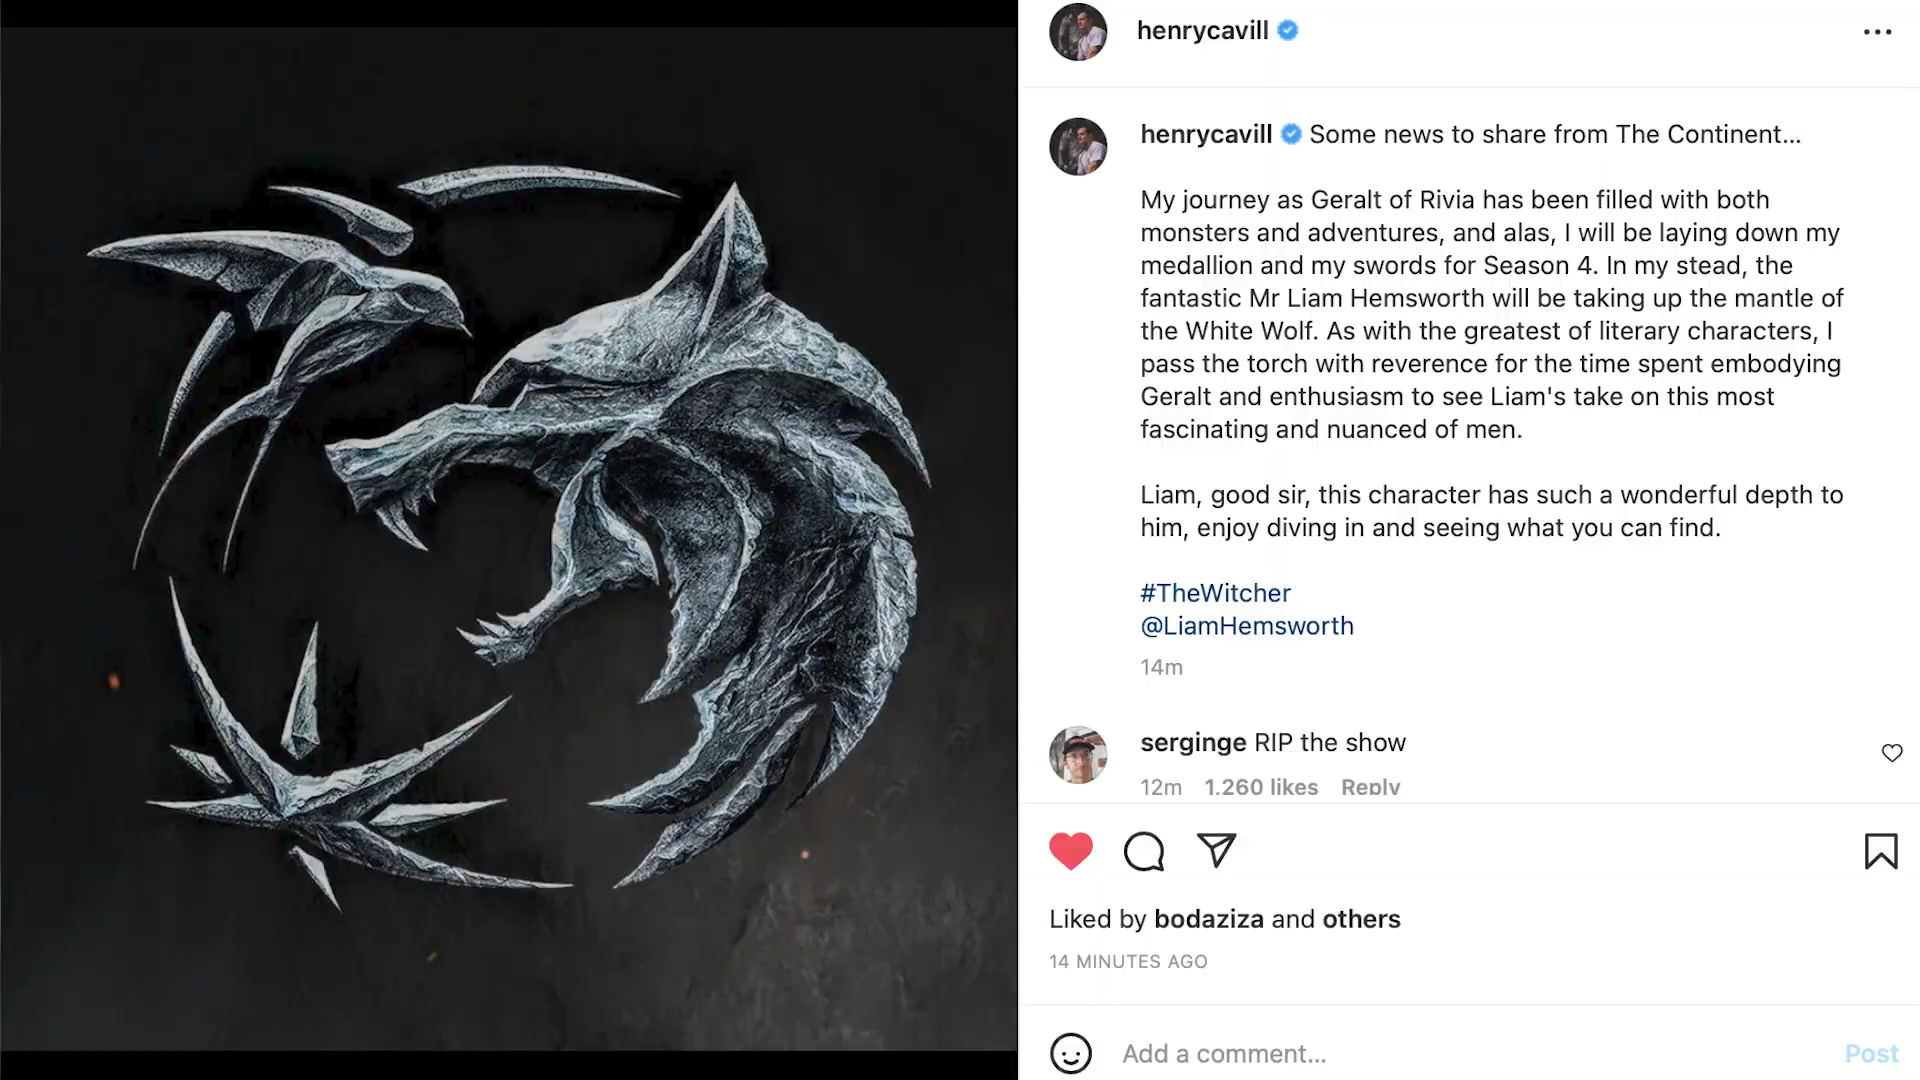 henrycavill
henrycavill Some news to share from The Continent...
My journey as Geralt of Rivia has been filled with both
monsters and adventures, and alas, I will be laying down my
medallion and my swords for Season 4. In my stead, the
fantastic Mr Liam Hemsworth will be taking up the mantle of
the White Wolf. As with the greatest of literary characters, I
pass the torch with reverence for the time spent embodying
Geralt and enthusiasm to see Liam's take on this most
fascinating and nuanced of men.
Liam, good sir, this character has such a wonderful depth to
him, enjoy diving in and seeing what you can find.
#TheWitcher
@LiamHemsworth
14m
serginge RIP the show
12m 1.260 likes Reply
Liked by bodaziza and others
14 MINUTES AGO
Add a comment... Post